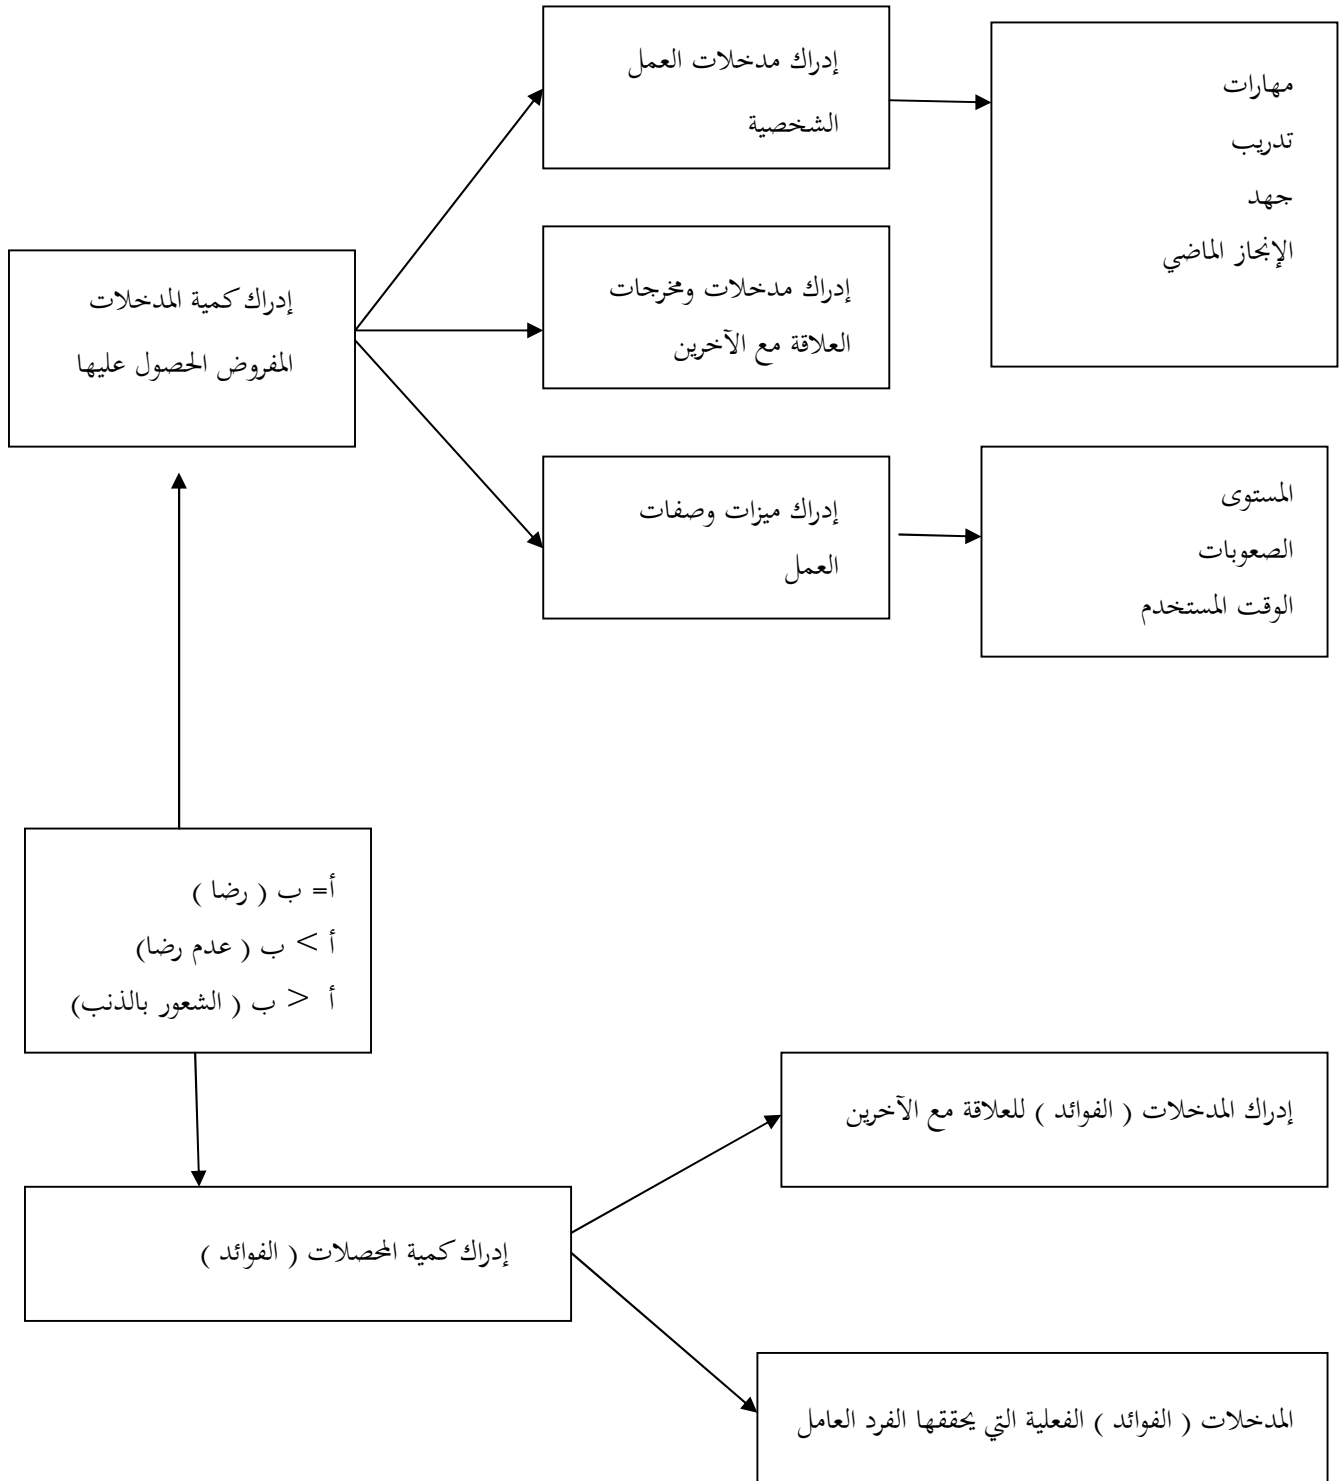 مهارات
تدريب
جهد
الإنجاز الماضي
إدراك مدخلات العمل
الشخصية
إدراك مدخلات ومخرجات
العلاقة مع الآخرين
إدراك كمية المدخلات
المفروض الحصول عليها
المستوى
الصعوبات
الوقت المستخدم
إدراك ميزات وصفات
العمل
أ= ب ( رضا )
أ > ب ( عدم رضا)
أ < ب ( الشعور بالذنب)
إدراك المدخلات ( الفوائد ) للعلاقة مع الآخرين
إدراك كمية المحصلات ( الفوائد )
المدخلات ( الفوائد ) الفعلية التي يحققها الفرد العامل